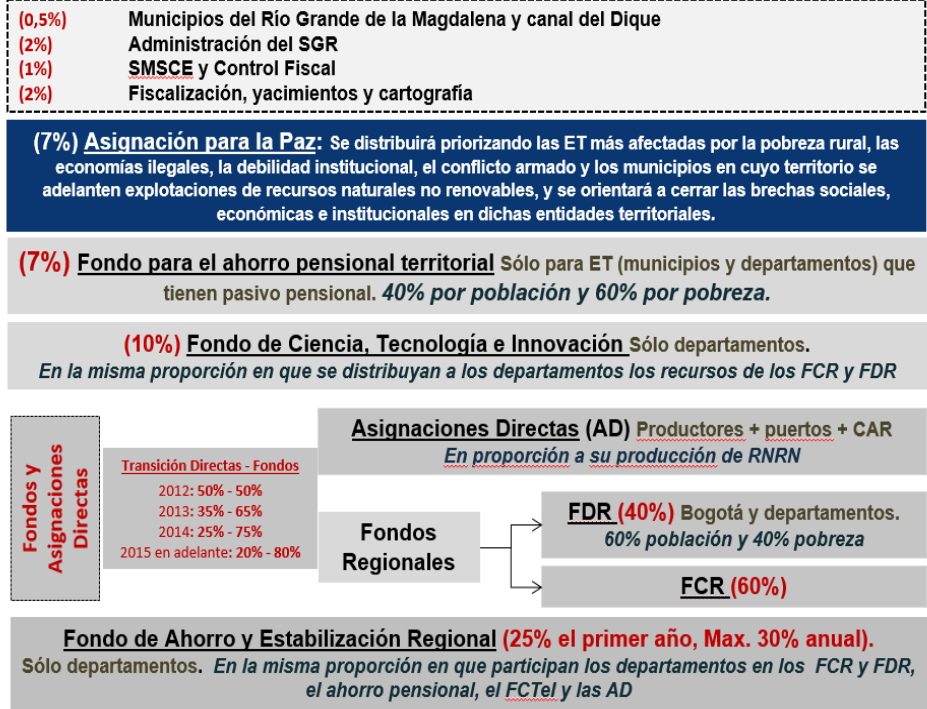 (0,5%) Municipios del Río Grande de la Magdalena y canal del Dique
(2%) Administración del SGR
(1%) SMSCE y Control Fiscal
(2%) Fiscalización, yacimientos y cartografía
(7%) Asignación para la Paz: Se distribuirá priorizando las ET más afectadas por la pobreza rural, las
economías ilegales, la debilidad institucional, el conflicto armado y los municipios en cuyo territorio se
adelanten explotaciones de recursos naturales no renovables, y se orientará a cerrar las brechas sociales,
económicas e institucionales en dichas entidades territoriales.
(7%) Fondo para el ahorro pensional territorial Sólo para ET (municipios y departamentos) que
tienen pasivo pensional. 40% por población y 60% por pobreza.
(10%) Fondo de Ciencia, Tecnología e Innovación Sólo departamentos.
En la misma proporción en que se distribuyan a los departamentos los recursos de los FCR y FDR
Fondos y
Asignaciones
Directas
Transición Directas - Fondos
2012: 50% - 50%
2013: 35% - 65%
2014: 25% - 75%
2015 en adelante: 20% - 80%
Asignaciones Directas (AD) Productores + puertos + CAR
En proporción a su producción de RNRN
Fondos
Regionales
FDR (40%) Bogotá y departamentos.
60% población y 40% pobreza
FCR (60%)
Fondo de Ahorro y Estabilización Regional (25% el primer año, Max. 30% anual).
Sólo departamentos. En la misma proporción en que participan los departamentos en los FCR y FDR,
el ahorro pensional, el FCTeI y las AD